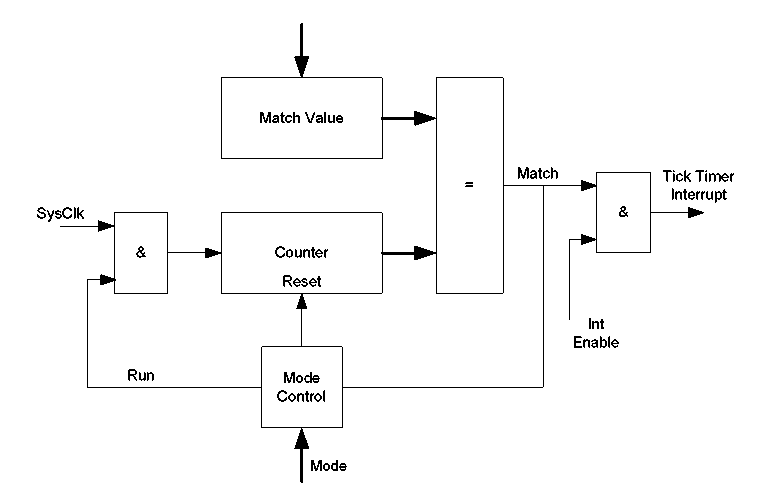 Match Value
=
Match
Tick Timer
Interrupt
&
SysClk
&
Counter
Reset
Int
Enable
Run
Mode
Control
Mode